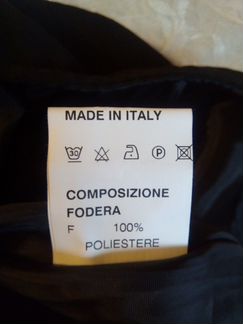 MADE IN ITALY
30 P
COMPOSIZIONE
FODERA
F 100%
POLIESTERE